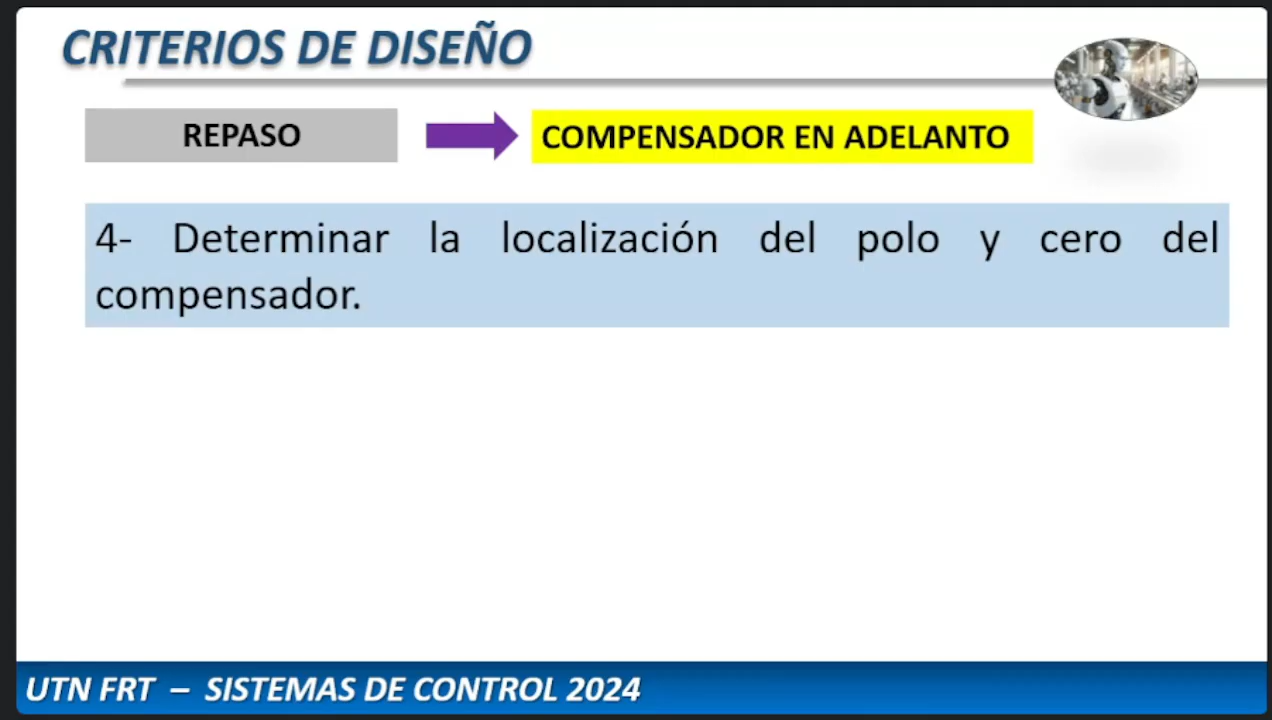 CRITERIOS DE DISEÑO
REPASO
COMPENSADOR EN ADELANTO
4- Determinar la localización del polo y cero del
compensador.
UTN FRT – SISTEMAS DE CONTROL 2024